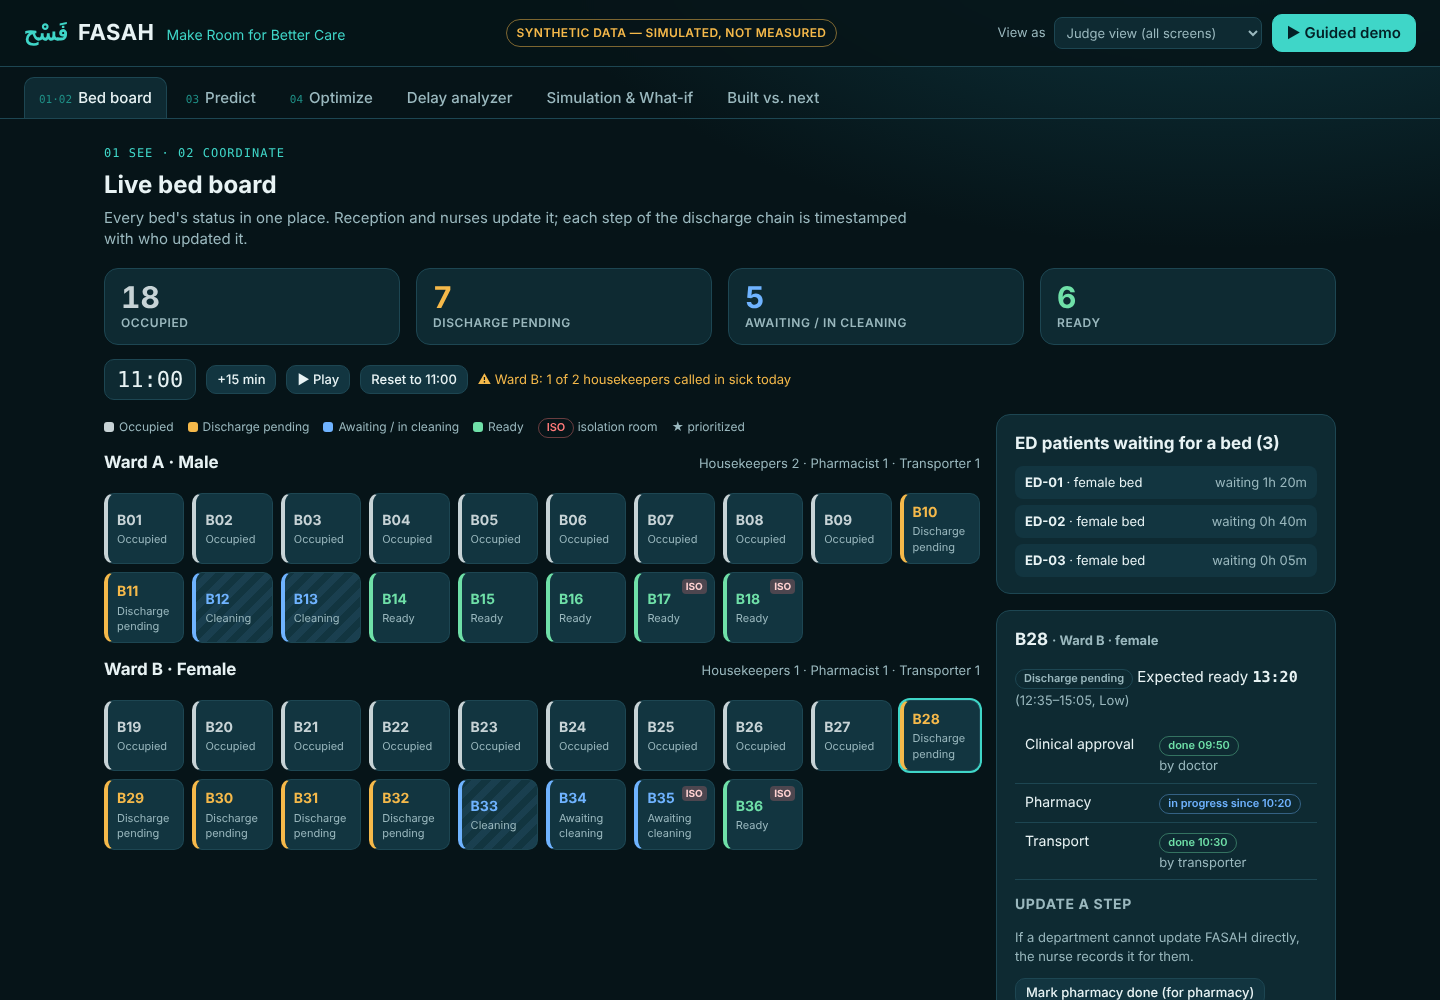 فَسْح FASAH Make Room for Better Care
SYNTHETIC DATA — SIMULATED, NOT MEASURED
View as Judge view (all screens) ▶ Guided demo
01·02 Bed board 03 Predict 04 Optimize Delay analyzer Simulation & What-if Built vs. next
01 SEE · 02 COORDINATE
Live bed board
Every bed's status in one place. Reception and nurses update it; each step of the discharge chain is timestamped
with who updated it.
18
OCCUPIED
7
DISCHARGE PENDING
5
AWAITING / IN CLEANING
6
READY
11:00 +15 min ▶ Play Reset to 11:00 ⚠ Ward B: 1 of 2 housekeepers called in sick today
Occupied Discharge pending Awaiting / in cleaning Ready ISO isolation room ★ prioritized
Ward A · Male Housekeepers 2 · Pharmacist 1 · Transporter 1
B01
Occupied
B02
Occupied
B03
Occupied
B04
Occupied
B05
Occupied
B06
Occupied
B07
Occupied
B08
Occupied
B09
Occupied
B10
Discharge
pending
B11
Discharge
pending
B12
Cleaning
B13
Cleaning
B14
Ready
B15
Ready
B16
Ready
B17 ISO
Ready
B18 ISO
Ready
Ward B · Female Housekeepers 1 · Pharmacist 1 · Transporter 1
B19
Occupied
B20
Occupied
B21
Occupied
B22
Occupied
B23
Occupied
B24
Occupied
B25
Occupied
B26
Occupied
B27
Occupied
B28
Discharge
pending
B29
Discharge
pending
B30
Discharge
pending
B31
Discharge
pending
B32
Discharge
pending
B33
Cleaning
B34
Awaiting
cleaning
B35 ISO
Awaiting
cleaning
B36 ISO
Ready
ED patients waiting for a bed (3)
ED-01 · female bed waiting 1h 20m
ED-02 · female bed waiting 0h 40m
ED-03 · female bed waiting 0h 05m
B28 · Ward B · female
Discharge pending Expected ready 13:20
(12:35–15:05, Low)
Clinical approval done 09:50
by doctor
Pharmacy in progress since 10:20
Transport done 10:30
by transporter
UPDATE A STEP
If a department cannot update FASAH directly,
the nurse records it for them.
Mark pharmacy done (for pharmacy)